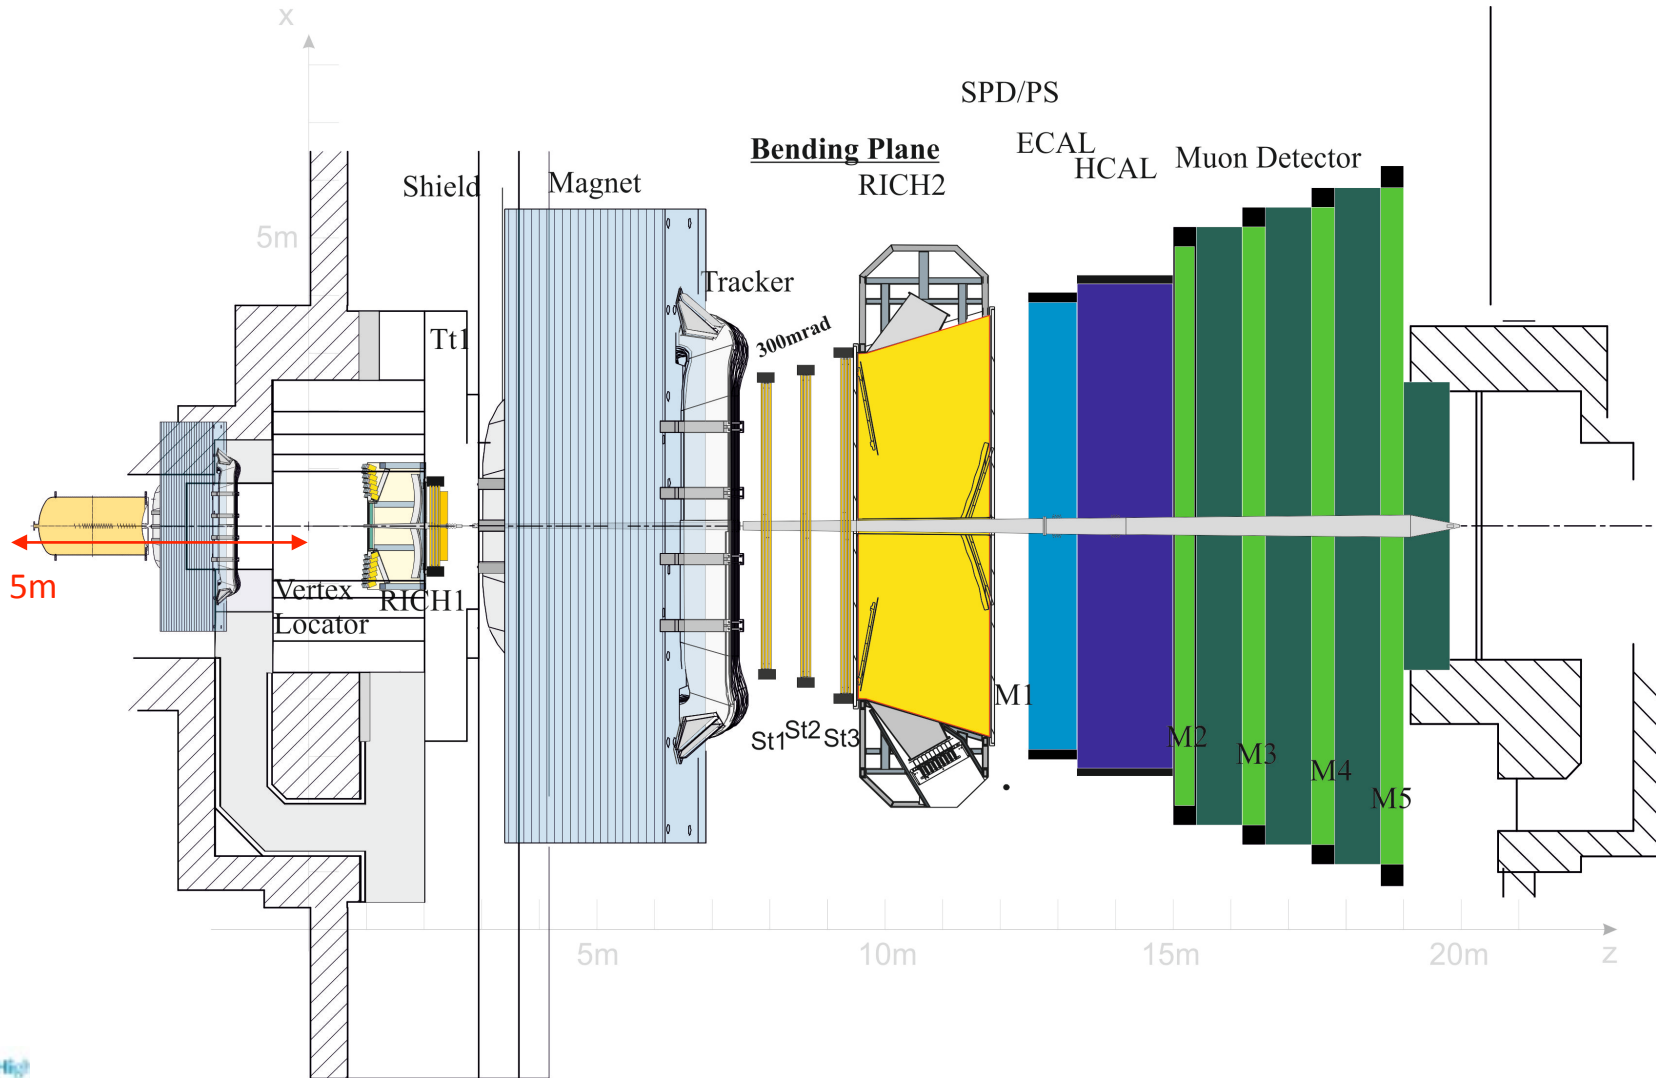 x
SPD/PS
ECAL
Bending Plane
HCAL
Muon Detector
RICH2
Shield
Magnet
5m
Tracker
Tt1
300mrad
5m
Vertex
Locator
RICH1
M1
St1
St2
St3
M2
M3
M4
M5
5m
10m
15m
20m
z
High